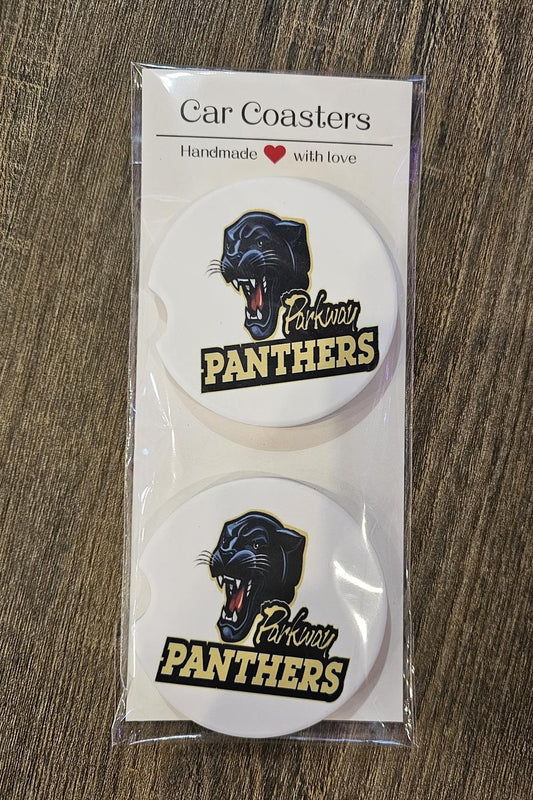 Car Coasters
Handmade ❤ with love
Parkway
PANTHERS
Parkway
PANTHERS